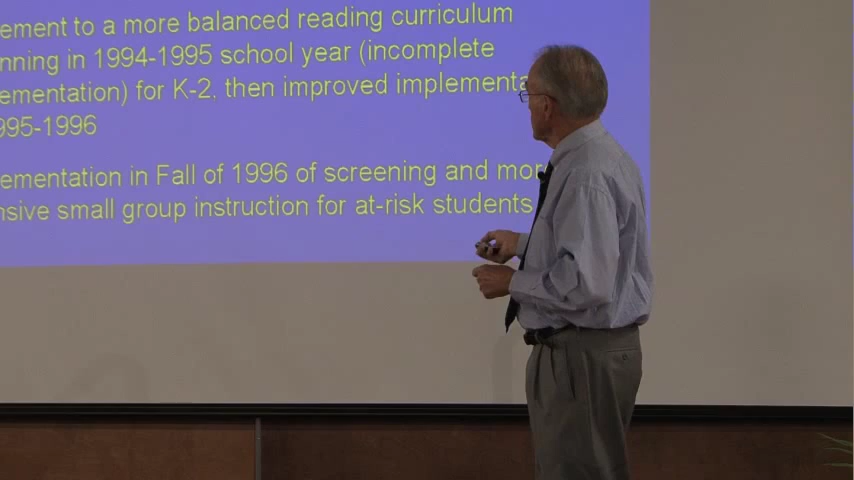 ement to a more balanced reading curriculum
nning in 1994-1995 school year (incomplete
ementation) for K-2, then improved implementa
995-1996
ementation in Fall of 1996 of screening and mor
nsive small group instruction for at-risk students